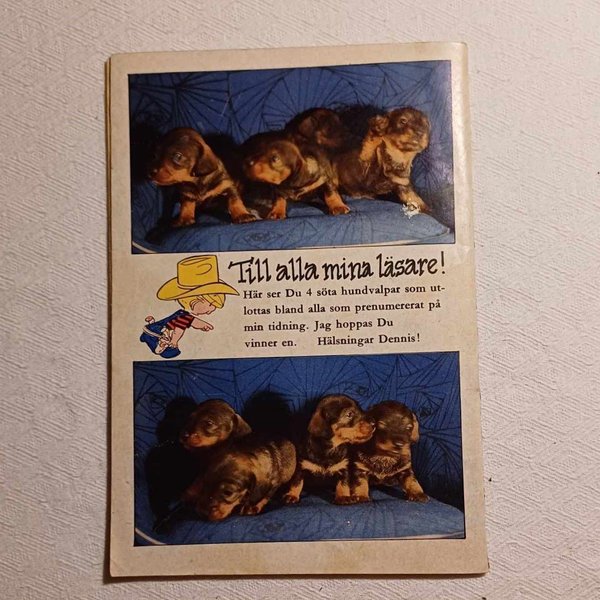 Till alla mina läsare!
Här ser Du 4 söta hundvalpar som ut-
lottas bland alla som prenumererat på
min tidning. Jag hoppas Du
vinner en. Hälsningar Dennis!